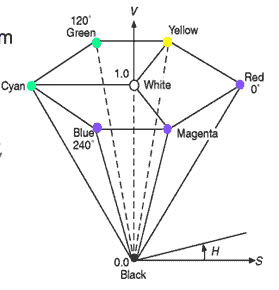 m
V
120°
Green
Yellow
1.0
Cyan
White
Red
0°
,
Blue
240°
Magenta
0.0
H
S
Black